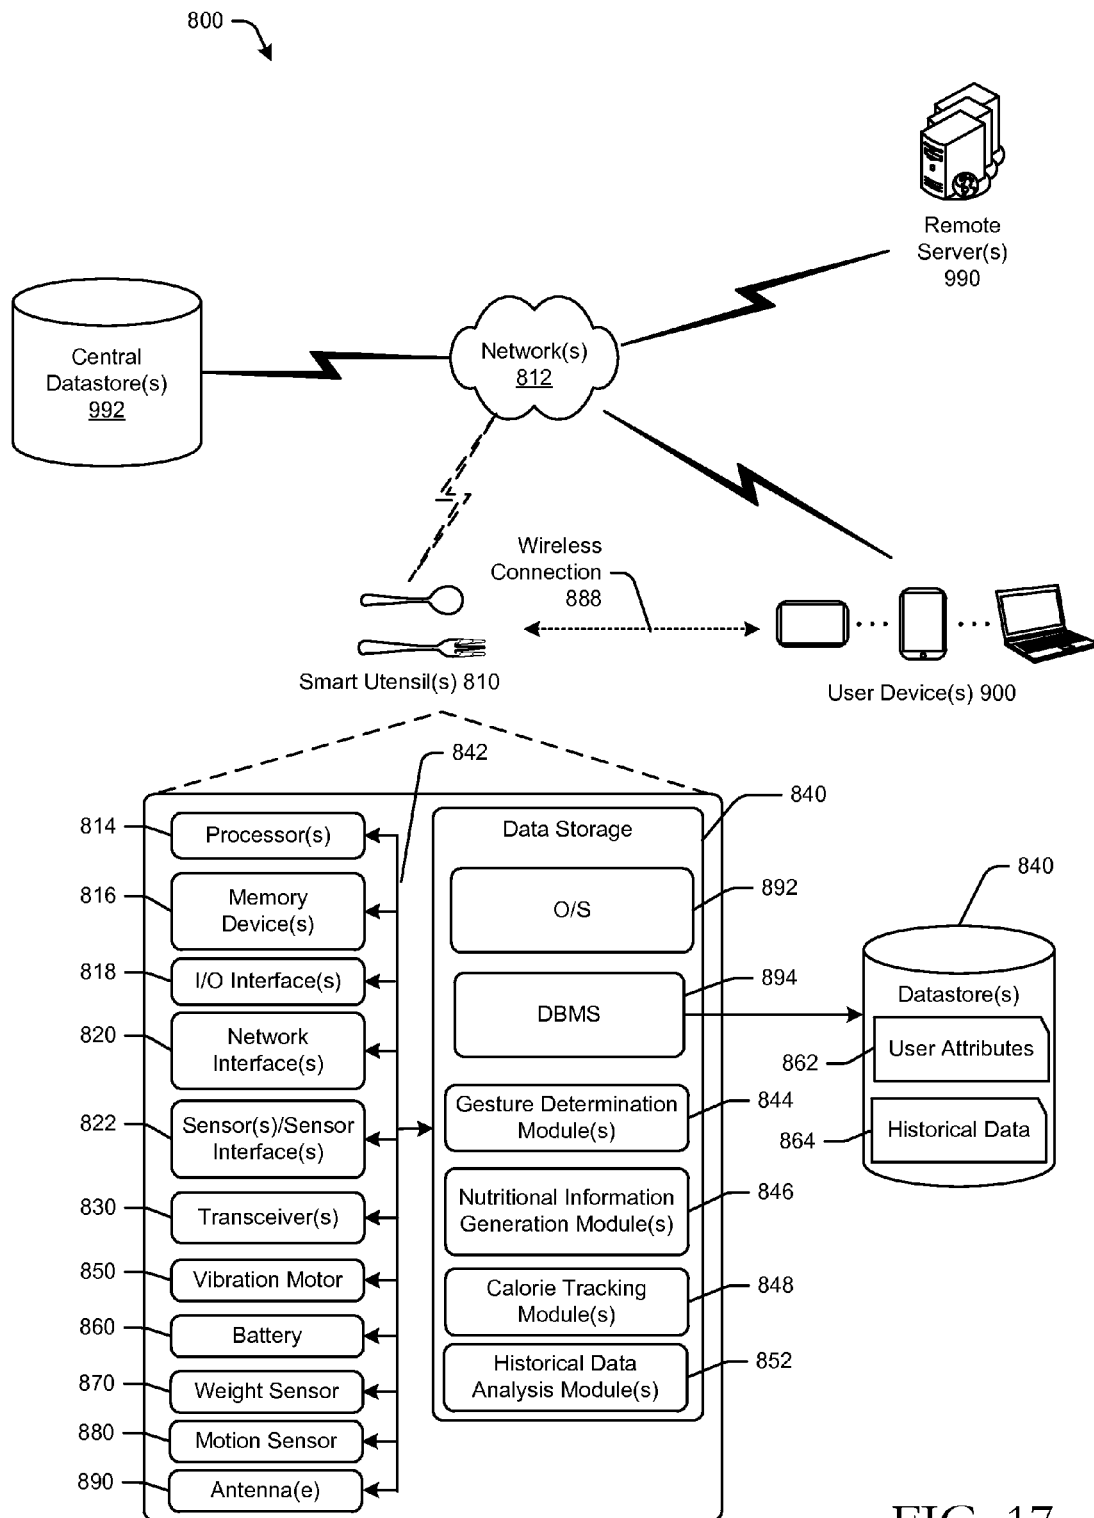 800
Remote
Server(s)
990
Central
Datastore(s)
992
Network(s)
812
Wireless
Connection
888
Smart Utensil(s) 810
User Device(s) 900
842
840
814
Processor(s)
816
Memory
Device(s)
818
I/O Interface(s)
820
Network
Interface(s)
822
Sensor(s)/Sensor
Interface(s)
830
Transceiver(s)
850
Vibration Motor
860
Battery
870
Weight Sensor
880
Motion Sensor
890
Antenna(e)
Data Storage
O/S
892
DBMS
894
Gesture Determination
Module(s)
844
Nutritional Information
Generation Module(s)
846
Calorie Tracking
Module(s)
848
Historical Data
Analysis Module(s)
852
840
Datastore(s)
User Attributes
862
Historical Data
864
FIG. 17